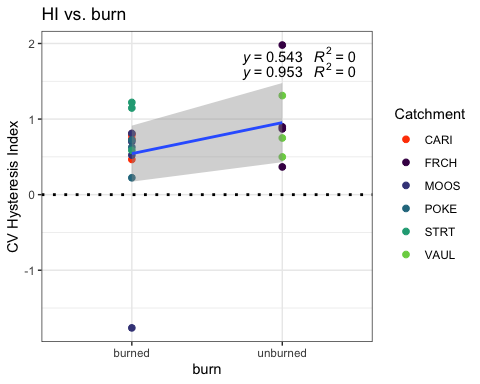 HI vs. burn
y = 0.543 R² = 0
y = 0.953 R² = 0
2
1
0
-1
CV Hysteresis Index
burned
unburned
burn
Catchment
CARI
FRCH
MOOS
POKE
STRT
VAUL